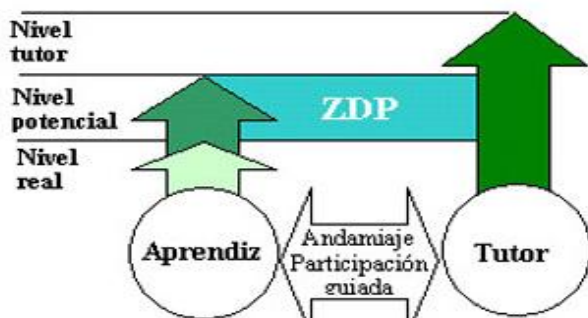 Nivel
tutor
Nivel
potencial
ZDP
Nivel
real
Aprendiz
Andamiaje
Participación
guiada
Tutor